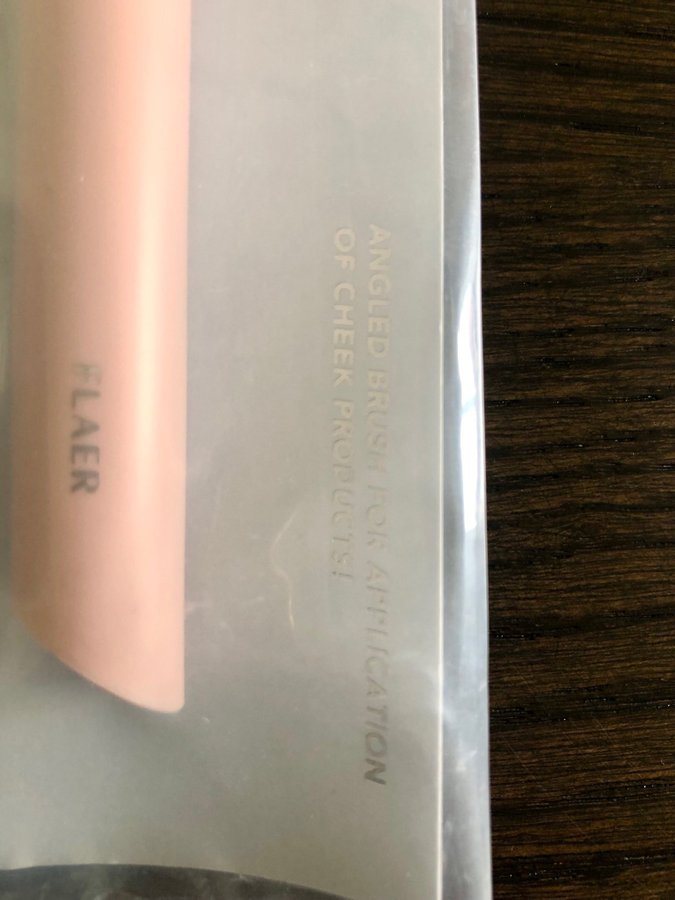 ANGLED BRUSH FOR APPLICATION
OF CHEEK PRODUCTS!
FLAER